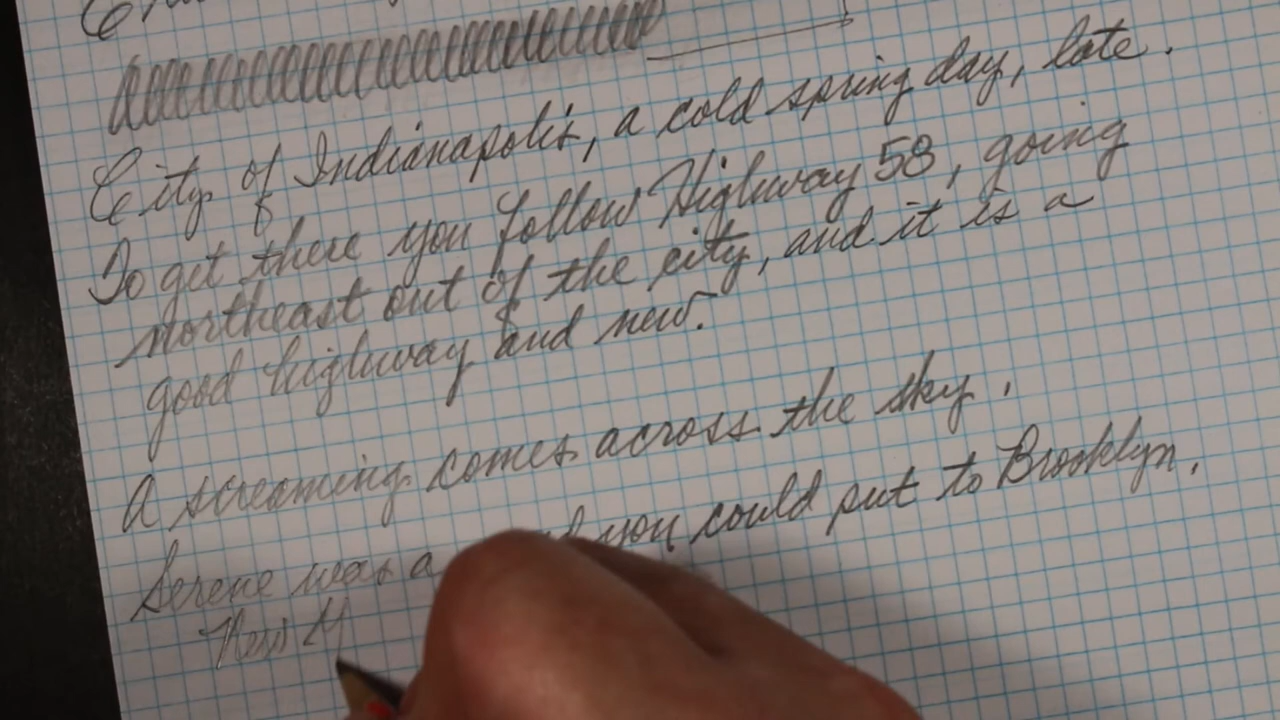 City of Indianapolis, a cold spring day, late.
To get there you follow Highway 58, going
northeast out of the city, and it is a
good highway and new.
A screaming comes across the sky.
Serene was a you could put to Brooklyn,
New